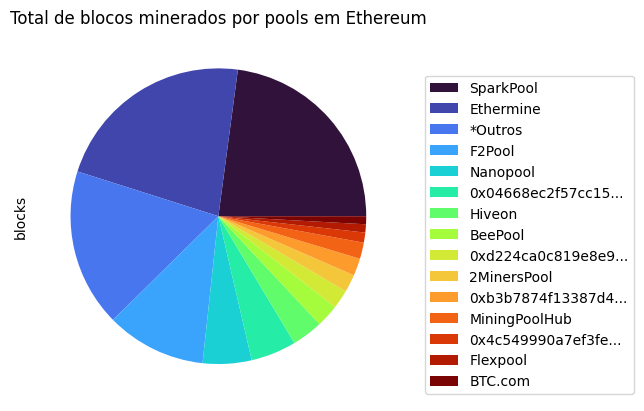 Total de blocos minerados por pools em Ethereum
blocks
SparkPool
Ethermine
*Outros
F2Pool
Nanopool
0x04668ec2f57cc15...
Hiveon
BeePool
0xd224ca0c819e8e9...
2MinersPool
0xb3b7874f13387d4...
MiningPoolHub
0x4c549990a7ef3fe...
Flexpool
BTC.com